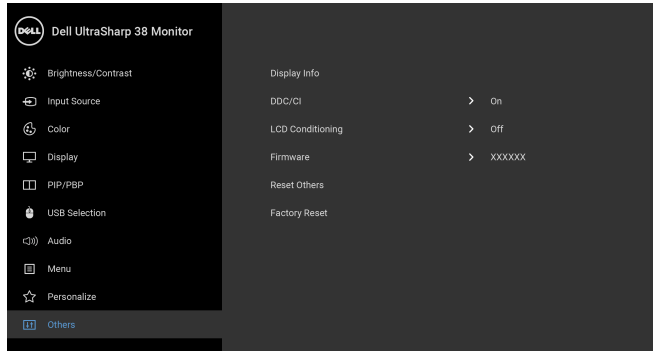 DELL Dell UltraSharp 38 Monitor
Brightness/Contrast
Input Source
Color
Display
PIP/PBP
USB Selection
Audio
Menu
Personalize
Others
Display Info
DDC/CI > On
LCD Conditioning > Off
Firmware > XXXXXX
Reset Others
Factory Reset